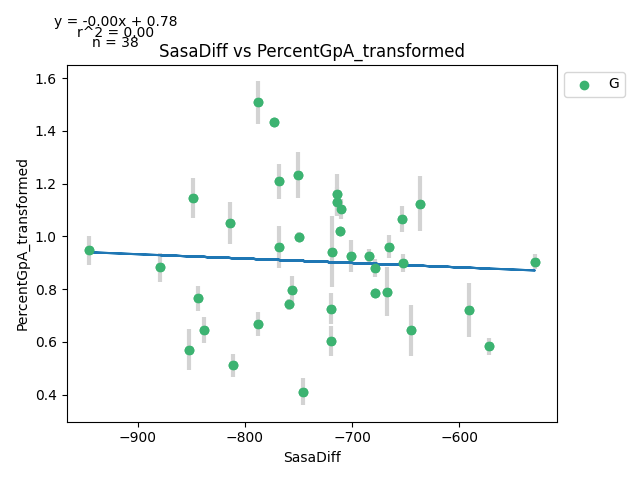 y = -0.00x + 0.78
r^2 = 0.00
n = 38
SasaDiff vs PercentGpA_transformed
G
1.6
1.4
1.2
1.0
0.8
0.6
0.4
PercentGpA_transformed
−900
−800
−700
−600
SasaDiff